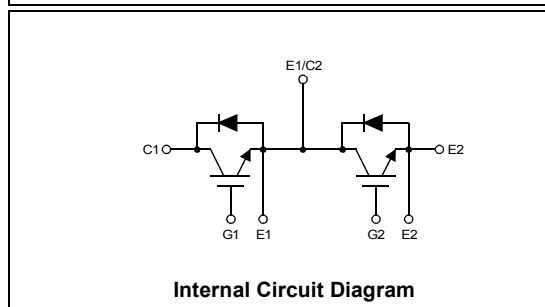 E1/C2
C1 E2
G1 E1 G2 E2
Internal Circuit Diagram